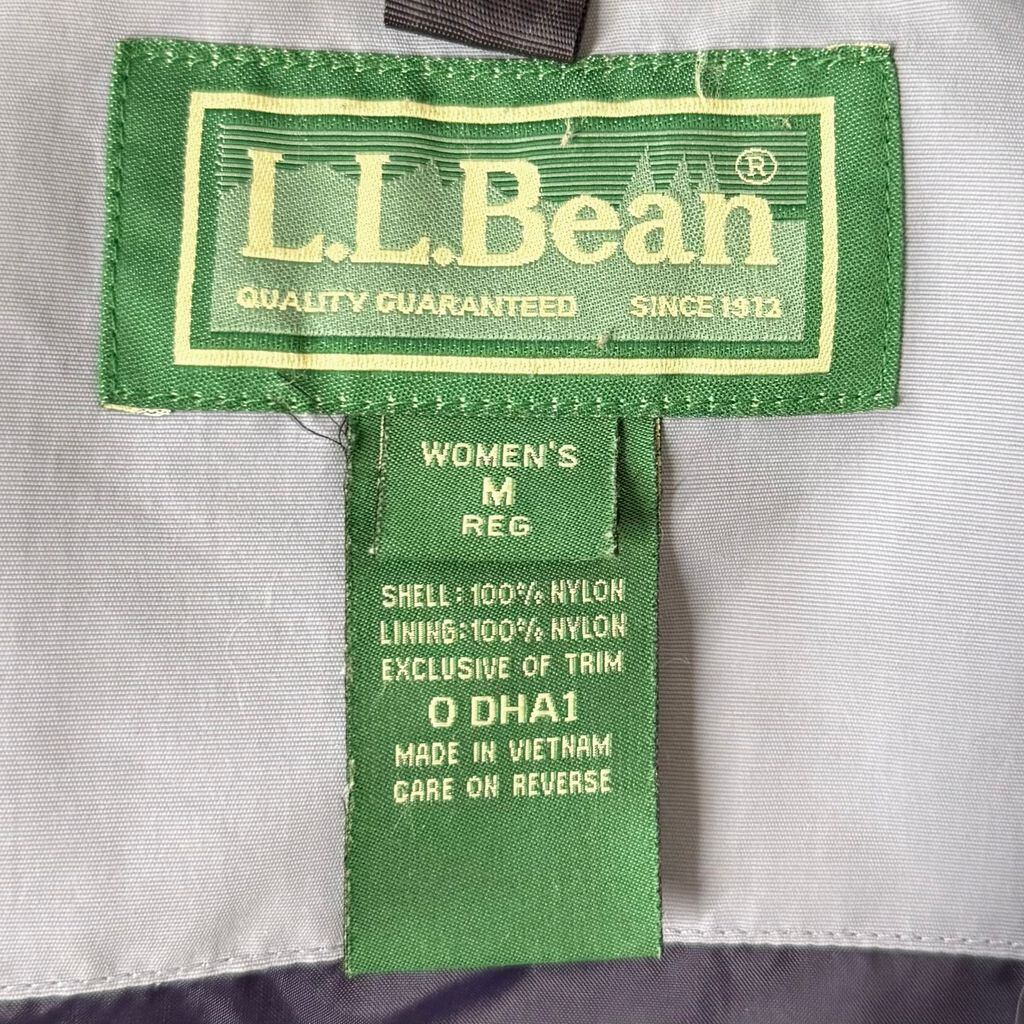 L.L.Bean®
QUALITY GUARANTEED SINCE 1912
WOMEN'S
M
REG
SHELL: 100% NYLON
LINING: 100% NYLON
EXCLUSIVE OF TRIM
0 DHA1
MADE IN VIETNAM
CARE ON REVERSE